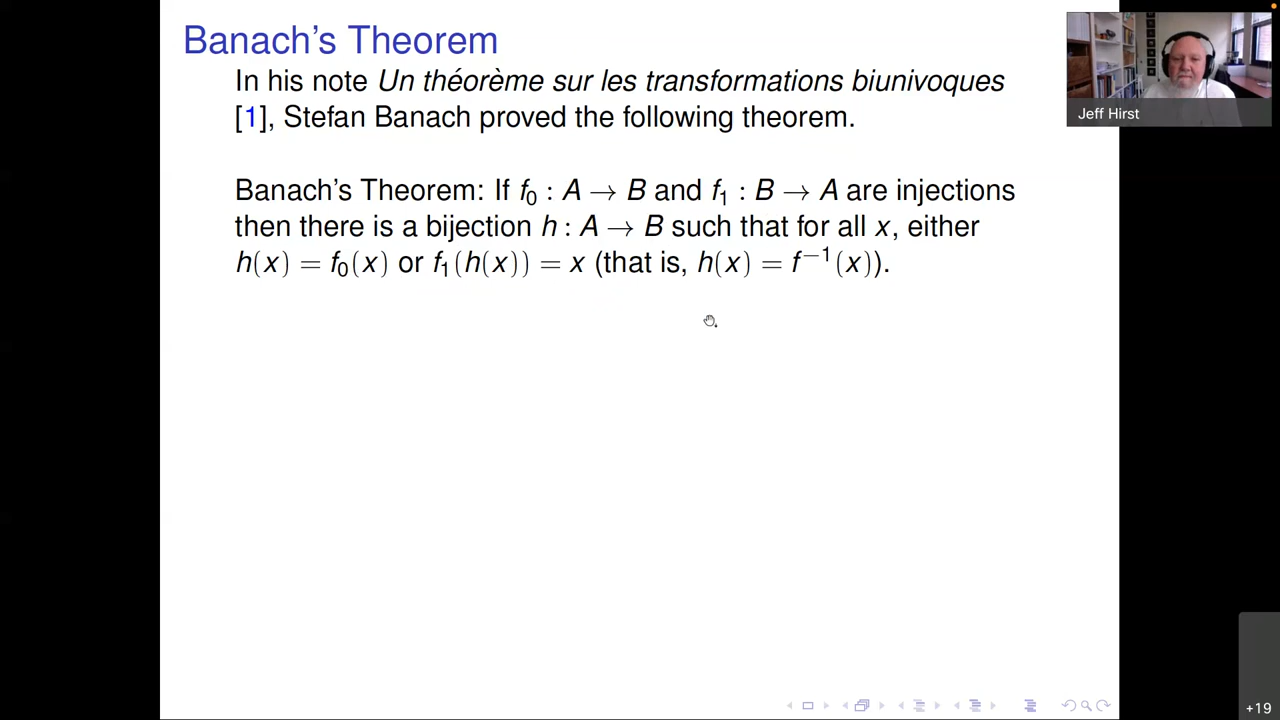 Banach's Theorem
In his note Un théorème sur les transformations biunivoques
[1], Stefan Banach proved the following theorem.
Banach's Theorem: If f₀ : A → B and f₁ : B → A are injections
then there is a bijection h : A → B such that for all x, either
h(x) = f₀(x) or f₁(h(x)) = x (that is, h(x) = f⁻¹(x)).
Jeff Hirst
+19